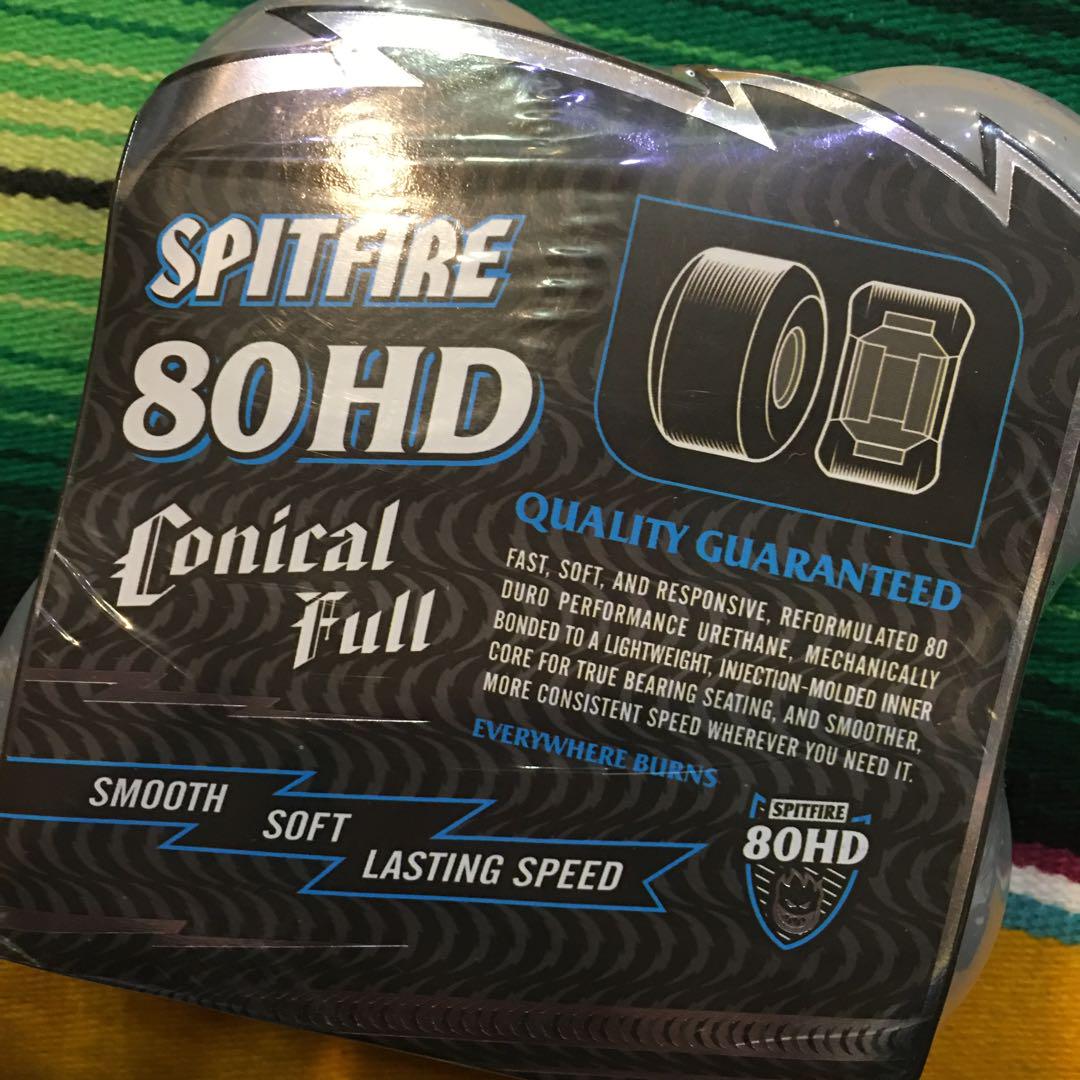 SPITFIRE
80HD
Conical
Full
QUALITY GUARANTEED
FAST, SOFT, AND RESPONSIVE, REFORMULATED 80
DURO PERFORMANCE URETHANE, MECHANICALLY
BONDED TO A LIGHTWEIGHT, INJECTION-MOLDED INNER
CORE FOR TRUE BEARING SEATING, AND SMOOTHER,
MORE CONSISTENT SPEED WHEREVER YOU NEED IT.
EVERYWHERE BURNS
SMOOTH
SOFT
LASTING SPEED
SPITFIRE
80HD